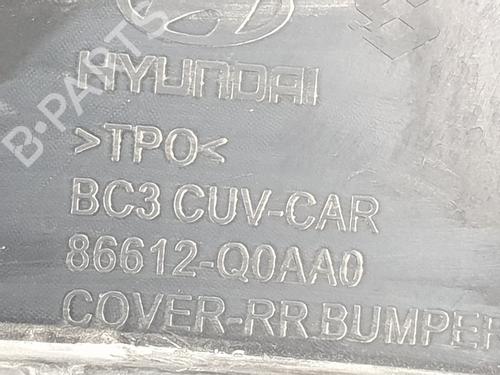 B-PARTS
HYUNDAI
>TPO<
BC3 CUV-CAR
86612-Q0AA0
COVER-RR BUMPER